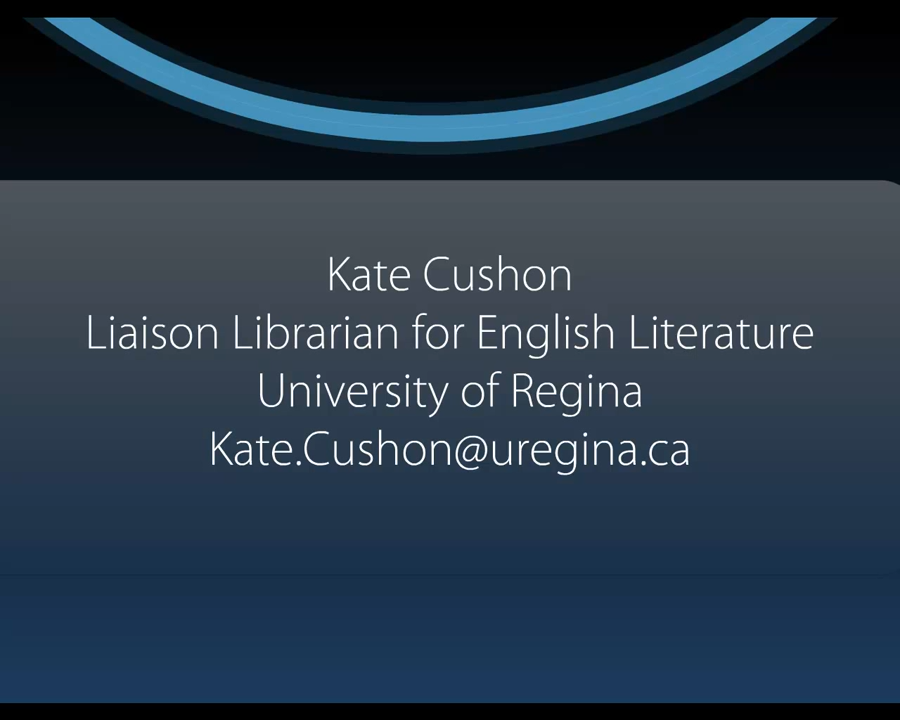 Kate Cushon
Liaison Librarian for English Literature
University of Regina
Kate.Cushon@uregina.ca